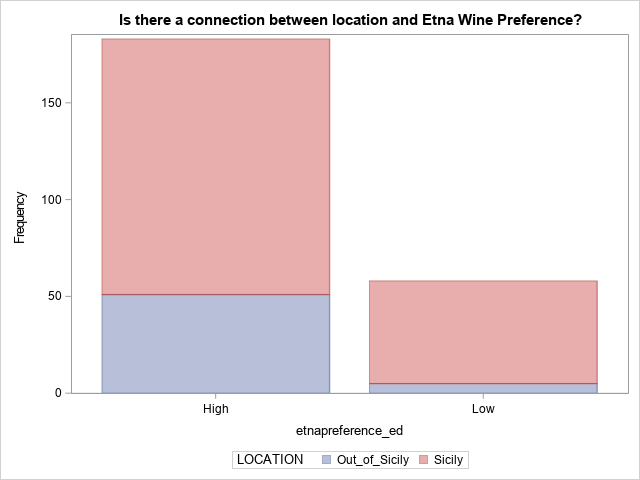 Is there a connection between location and Etna Wine Preference?
150
100
50
0
Frequency
High Low
etnapreference_ed
LOCATION Out_of_Sicily Sicily